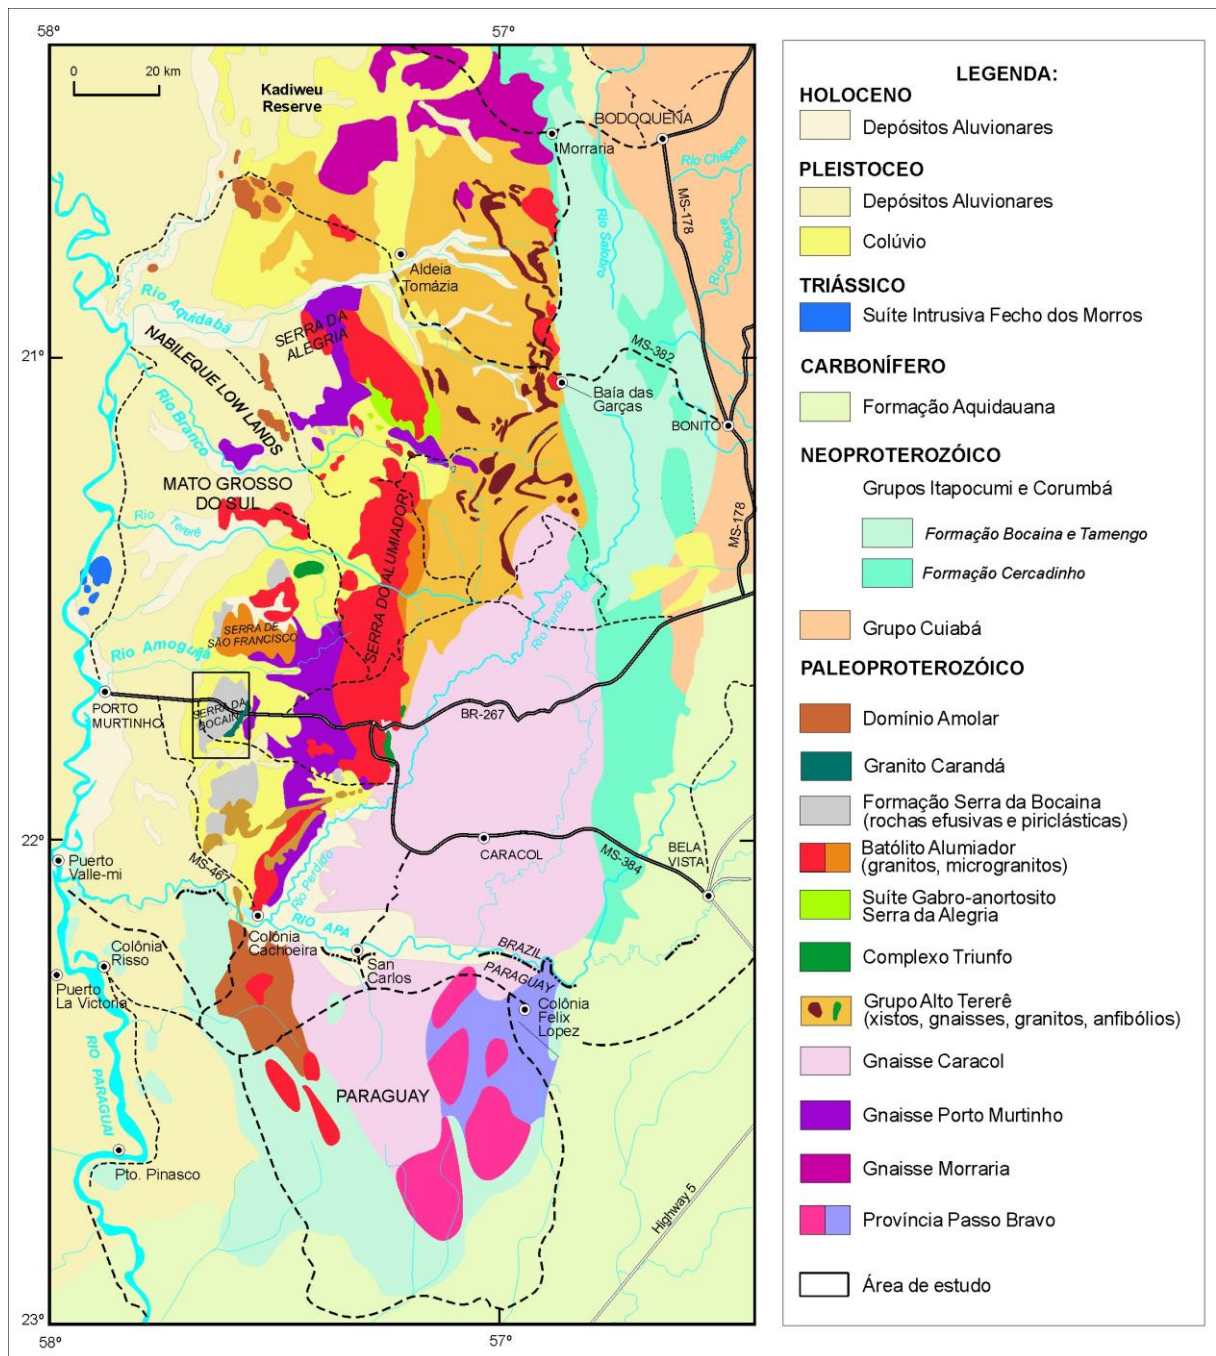 58°
57°
0
20 km
Kadiweu
Reserve
BODOQUENA
Morraria
Rio Chapena
MS-178
Rio do Peixe
Rio Salobro
Aldeia
Tomázia
Rio Aquidabã
SERRA DA
ALEGRIA
21°
NABILEQUE LOW LANDS
MS-382
Rio Branco
Baía das
Garças
BONITO
MATO GROSSO
DO SUL
Rio Tererê
MS-178
SERRA DO ALUMIADOR
Rio Perdido
SERRA DE
SÃO FRANCISCO
Rio Amoguijá
PORTO
MURTINHO
SERRA DA
BOCAIN
BR-267
22°
Puerto
Valle-mi
MS-467
CARACOL
MS-384
BELA
VISTA
Rio Perdido
RIO APA
Colônia
Cachoeira
Colônia
Risso
San
Carlos
BRAZIL
PARAGUAY
Puerto
La Victoria
Colônia
Felix
Lopez
RIO PARAGUAI
PARAGUAY
Pto. Pinasco
Highway 5
23°
58°
57°
LEGENDA:
HOLOCENO
Depósitos Aluvionares
PLEISTOCEO
Depósitos Aluvionares
Colúvio
TRIÁSSICO
Suíte Intrusiva Fecho dos Morros
CARBONÍFERO
Formação Aquidauana
NEOPROTEROZÓICO
Grupos Itapocumi e Corumbá
Formação Bocaina e Tamengo
Formação Cercadinho
Grupo Cuiabá
PALEOPROTEROZÓICO
Domínio Amolar
Granito Carandá
Formação Serra da Bocaina
(rochas efusivas e piriclásticas)
Batólito Alumiador
(granitos, microgranitos)
Suíte Gabro-anortosito
Serra da Alegria
Complexo Triunfo
Grupo Alto Tererê
(xistos, gnaisses, granitos, anfibólios)
Gnaisse Caracol
Gnaisse Porto Murtinho
Gnaisse Morraria
Província Passo Bravo
Área de estudo